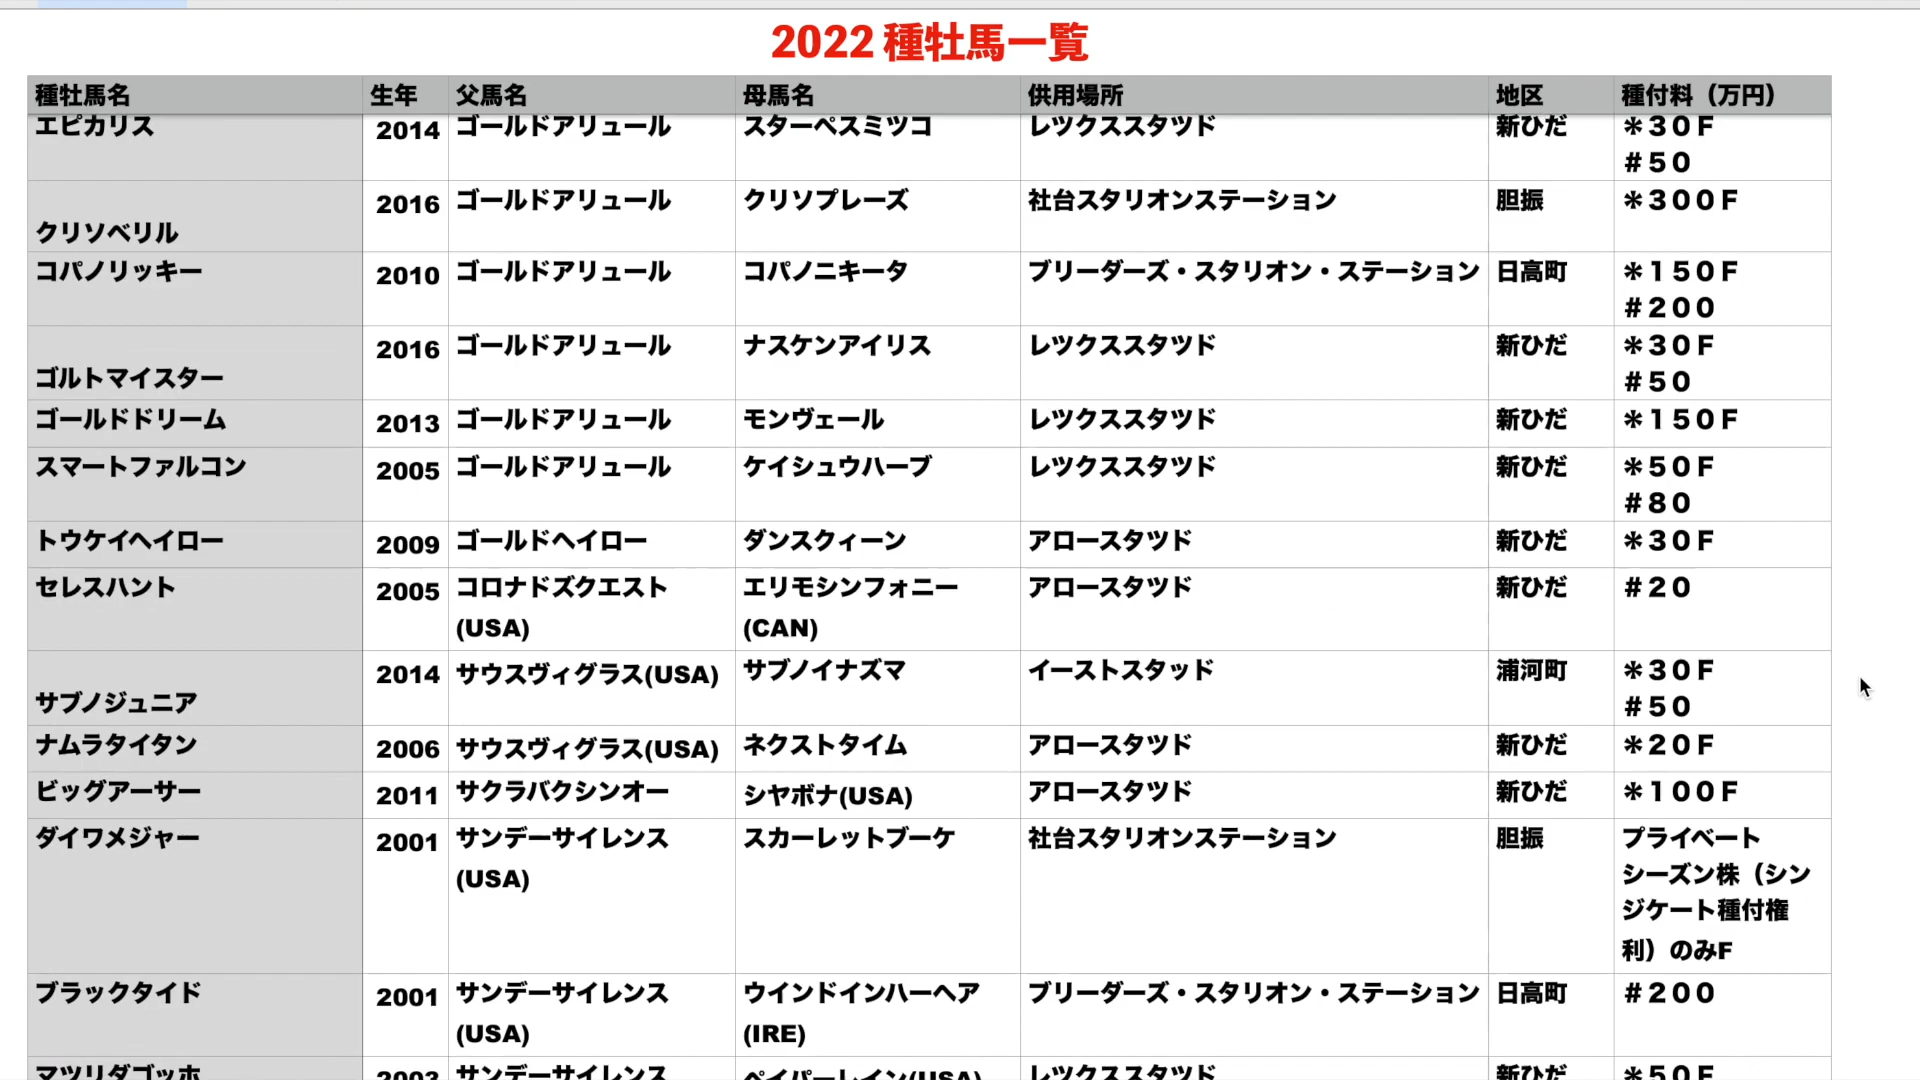 2022 種牡馬一覧
種牡馬名 生年 父馬名 母馬名 供用場所 地区 種付料（万円）
エピカリス 2014 ゴールドアリュール スターペスミツコ レツクススタツド 新ひだ ＊３０Ｆ
＃５０
クリソベリル 2016 ゴールドアリュール クリソプレーズ 社台スタリオンステーション 胆振 ＊３００Ｆ
コパノリッキー 2010 ゴールドアリュール コパノニキータ ブリーダーズ・スタリオン・ステーション 日高町 ＊１５０Ｆ
＃２００
ゴルトマイスター 2016 ゴールドアリュール ナスケンアイリス レツクススタツド 新ひだ ＊３０Ｆ
＃５０
ゴールドドリーム 2013 ゴールドアリュール モンヴェール レツクススタツド 新ひだ ＊１５０Ｆ
スマートファルコン 2005 ゴールドアリュール ケイシュウハーブ レツクススタツド 新ひだ ＊５０Ｆ
＃８０
トウケイヘイロー 2009 ゴールドヘイロー ダンスクィーン アロースタツド 新ひだ ＊３０Ｆ
セレスハント 2005 コロナドズクエスト エリモシンフォニー アロースタツド 新ひだ ＃２０
(USA) (CAN)
サブノジュニア 2014 サウスヴィグラス(USA) サブノイナズマ イーストスタッド 浦河町 ＊３０Ｆ
＃５０
ナムラタイタン 2006 サウスヴィグラス(USA) ネクストタイム アロースタツド 新ひだ ＊２０Ｆ
ビッグアーサー 2011 サクラバクシンオー シヤボナ(USA) アロースタツド 新ひだ ＊１００Ｆ
ダイワメジャー 2001 サンデーサイレンス スカーレットブーケ 社台スタリオンステーション 胆振 プライベート
(USA) シーズン株（シン
ジケート種付権
利）のみF
ブラックタイド 2001 サンデーサイレンス ウインドインハーヘア ブリーダーズ・スタリオン・ステーション 日高町 ＃２００
(USA) (IRE)
マツリダゴッホ 2003 サンデーサイレンス ペイパーレイン(USA) レツクススタツド 新ひだ ＊５０Ｆ